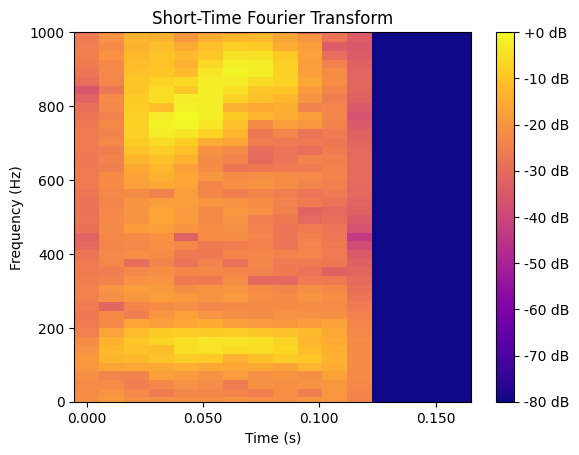 Short-Time Fourier Transform
1000
800
600
400
200
0
Frequency (Hz)
0.000
0.050
0.100
0.150
Time (s)
+0 dB
-10 dB
-20 dB
-30 dB
-40 dB
-50 dB
-60 dB
-70 dB
-80 dB